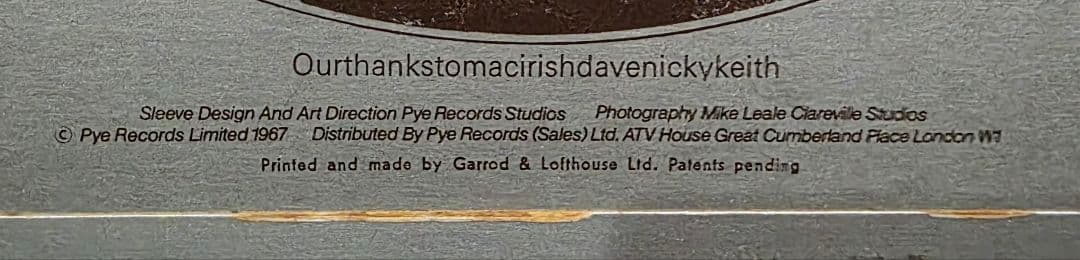 Ourthankstomacirishdavenickykeith
Sleeve Design And Art Direction Pye Records Studios Photography Mike Leale Clareville Studios
© Pye Records Limited 1967 Distributed By Pye Records (Sales) Ltd. ATV House Great Cumberland Place London W1
Printed and made by Garrod & Lofthouse Ltd. Patents pending